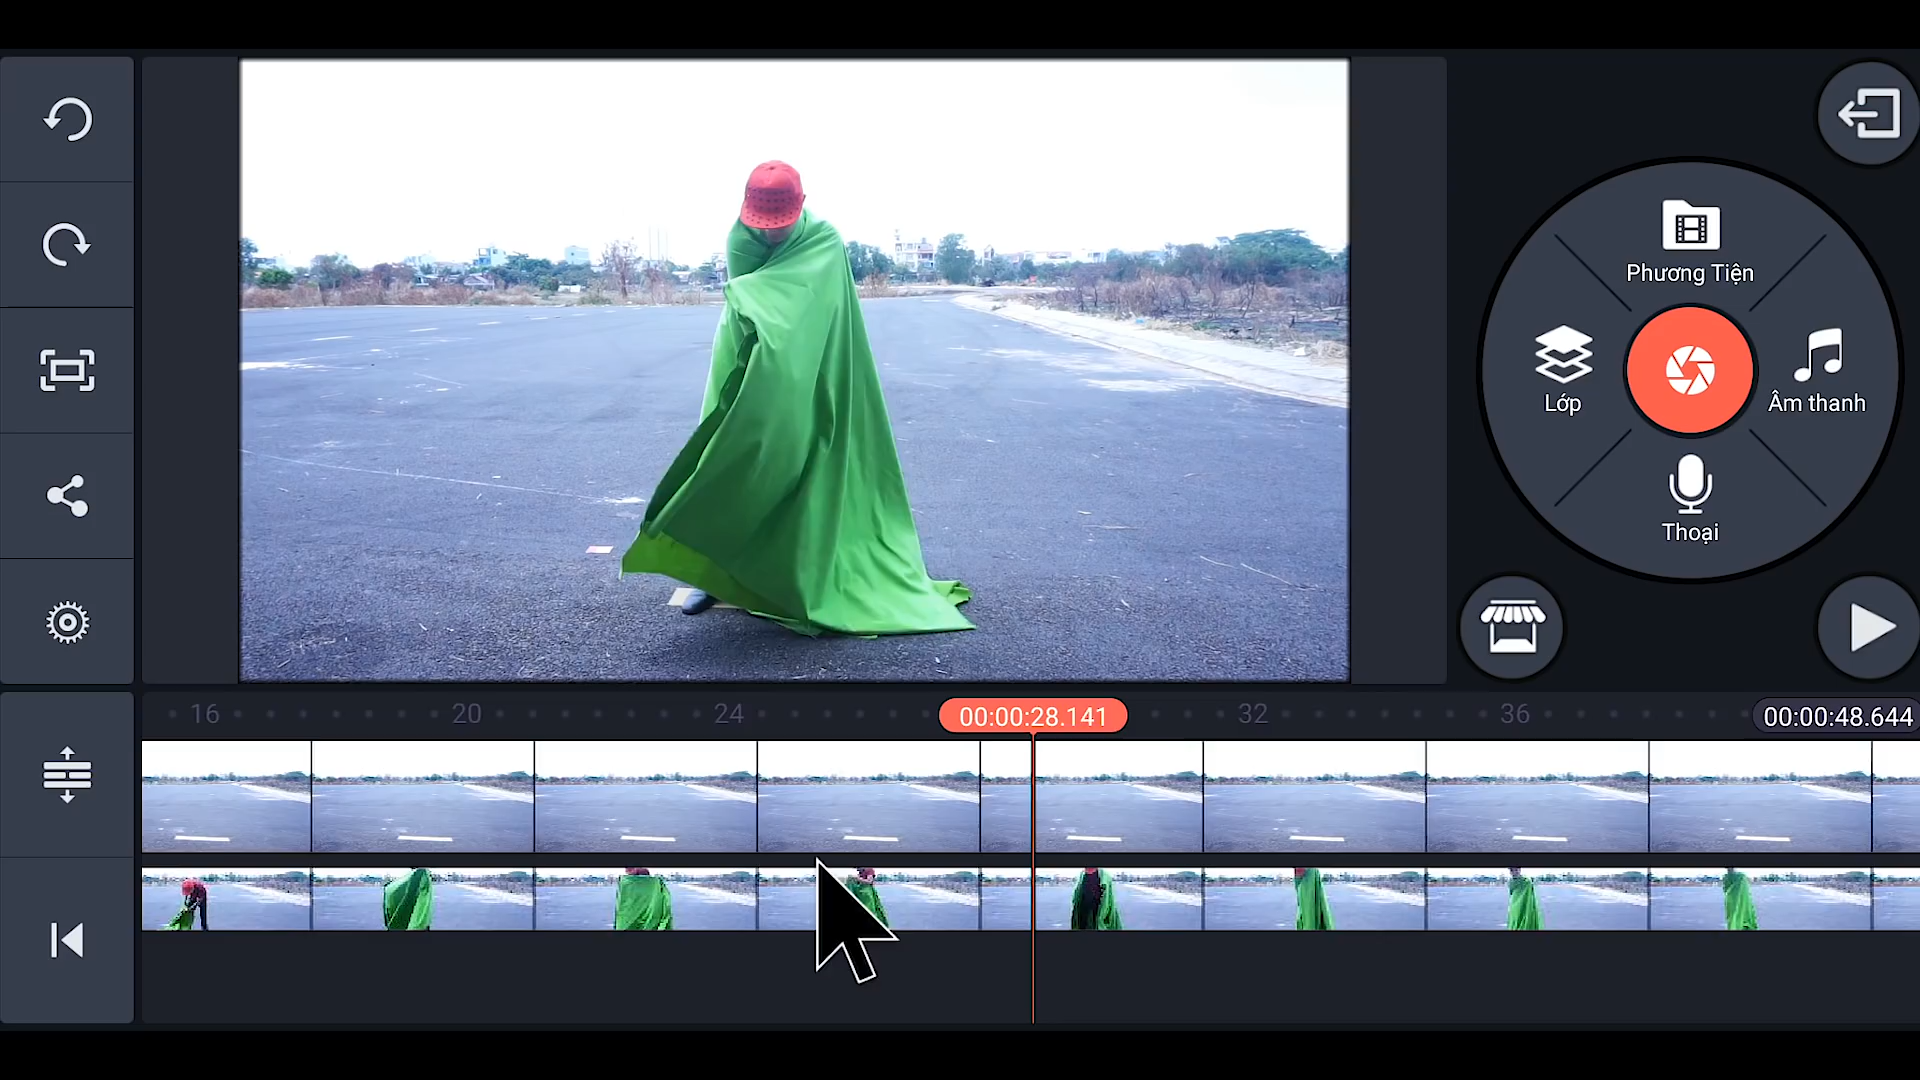 Phương Tiện
Lớp
Âm thanh
Thoại
16
20
24
00:00:28.141
32
36
00:00:48.644